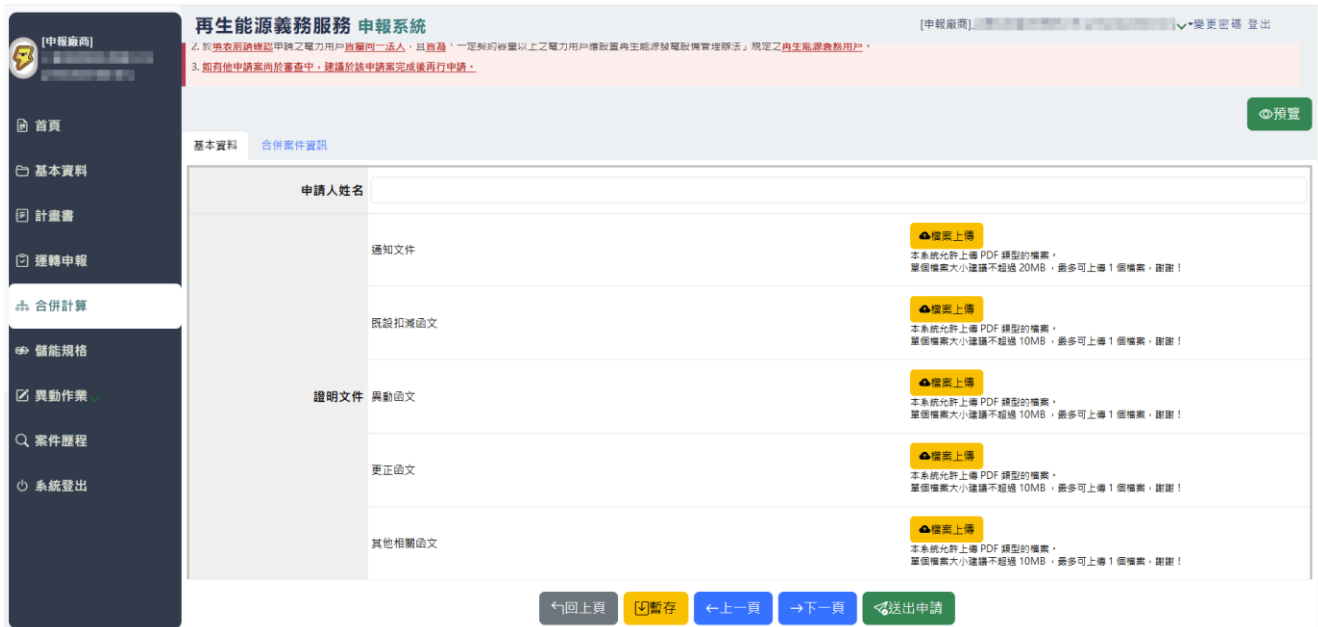 [申報廠商]
再生能源義務服務 申報系統
[申報廠商]
變更密碼 登出
2. 於填表前請確認申請之電力用戶皆屬同一法人，且皆為「一定契約容量以上之電力用戶應設置再生能源發電設備管理辦法」規定之再生能源義務用戶。
3. 如有他申請案尚於審查中，建議於該申請案完成後再行申請。
首頁
基本資料
計畫書
運轉申報
合併計算
儲能規格
異動作業
案件歷程
系統登出
預覽
基本資料
合併案件資訊
申請人姓名
證明文件
通知文件
檔案上傳
本系統允許上傳 PDF 類型的檔案。
單個檔案大小建議不超過 20MB ，最多可上傳 1 個檔案，謝謝！
既設扣減函文
檔案上傳
本系統允許上傳 PDF 類型的檔案。
單個檔案大小建議不超過 10MB ，最多可上傳 1 個檔案，謝謝！
異動函文
檔案上傳
本系統允許上傳 PDF 類型的檔案。
單個檔案大小建議不超過 10MB ，最多可上傳 1 個檔案，謝謝！
更正函文
檔案上傳
本系統允許上傳 PDF 類型的檔案。
單個檔案大小建議不超過 10MB ，最多可上傳 1 個檔案，謝謝！
其他相關函文
檔案上傳
本系統允許上傳 PDF 類型的檔案。
單個檔案大小建議不超過 10MB ，最多可上傳 1 個檔案，謝謝！
回上頁
暫存
←上一頁
→下一頁
送出申請